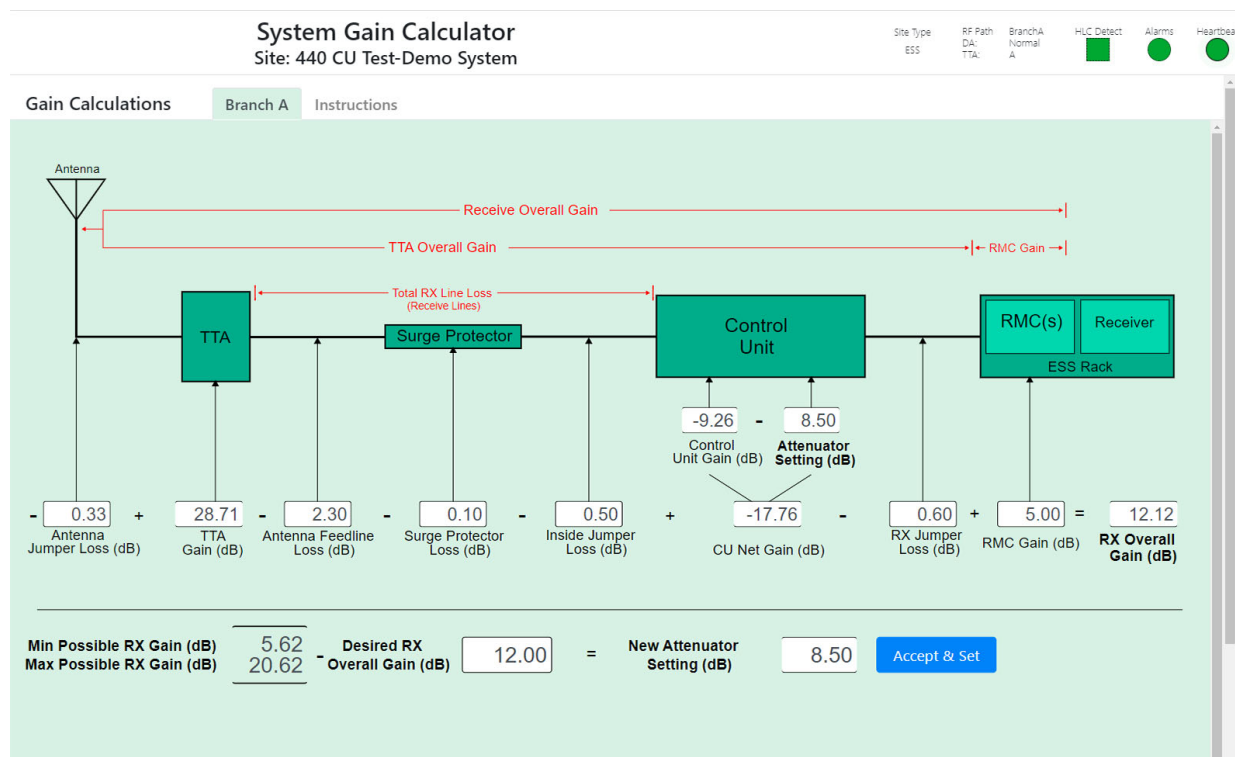 System Gain Calculator
Site: 440 CU Test-Demo System
Site Type
ESS
RF Path BranchA
DA: Normal
TTA: A
HLC Detect
Alarms
Heartbea
Gain Calculations
Branch A
Instructions
Antenna
Receive Overall Gain
TTA Overall Gain
RMC Gain
Total RX Line Loss
(Receive Lines)
TTA
Surge Protector
Control
Unit
RMC(s)
Receiver
ESS Rack
-9.26 - 8.50
Control
Unit Gain (dB)
Attenuator
Setting (dB)
- 0.33 + 28.71 - 2.30 - 0.10 - 0.50 + -17.76 - 0.60 + 5.00 = 12.12
Antenna
Jumper Loss (dB)
TTA
Gain (dB)
Antenna Feedline
Loss (dB)
Surge Protector
Loss (dB)
Inside Jumper
Loss (dB)
CU Net Gain (dB)
RX Jumper
Loss (dB)
RMC Gain (dB)
RX Overall
Gain (dB)
Min Possible RX Gain (dB) 5.62
Max Possible RX Gain (dB) 20.62
-
Desired RX
Overall Gain (dB)
12.00
=
New Attenuator
Setting (dB)
8.50
Accept & Set